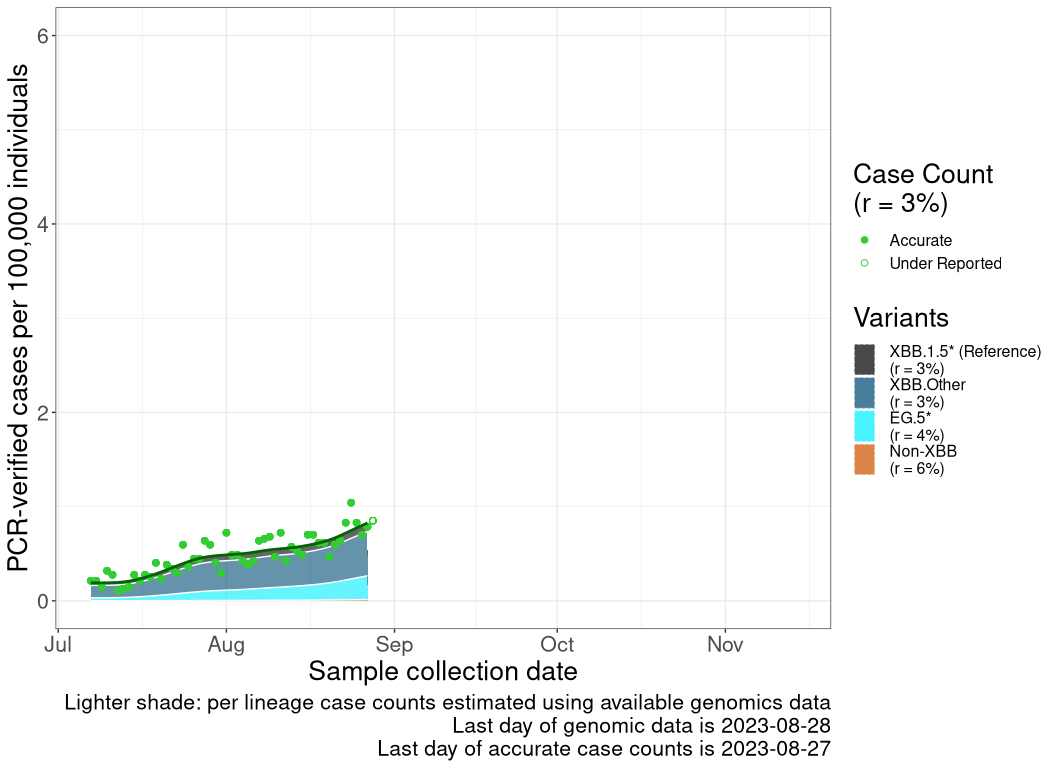 6
4
2
0
PCR-verified cases per 100,000 individuals
Jul Aug Sep Oct Nov
Sample collection date
Lighter shade: per lineage case counts estimated using available genomics data
Last day of genomic data is 2023-08-28
Last day of accurate case counts is 2023-08-27
Case Count
(r = 3%)
Accurate
Under Reported
Variants
XBB.1.5* (Reference)
(r = 3%)
XBB.Other
(r = 3%)
EG.5*
(r = 4%)
Non-XBB
(r = 6%)